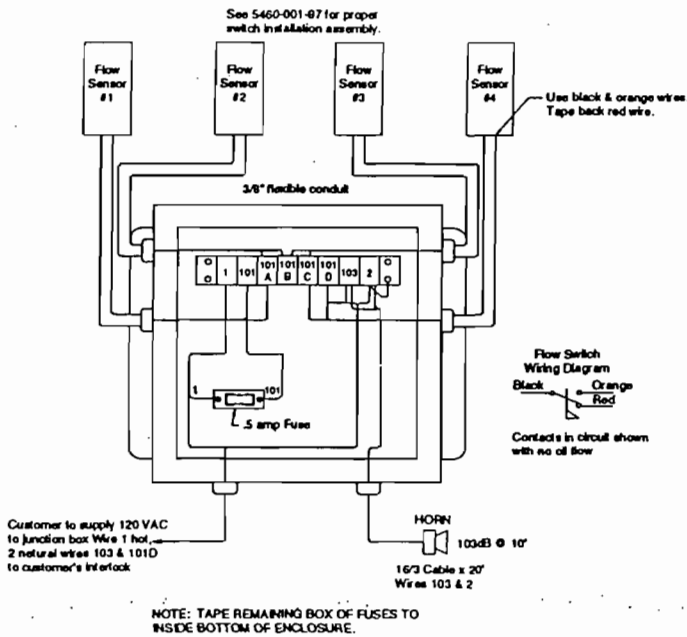 See 5460-001-97 for proper
switch installation assembly.
Flow
Sensor
#1
Flow
Sensor
#2
Flow
Sensor
#3
Flow
Sensor
#4
Use black & orange wires
Tape back red wire.
3/8" flexible conduit
1
101
101
A
101
B
101
C
101
D
103
2
1
101
.5 amp Fuse
Flow Switch
Wiring Diagram
Black
Orange
Red
Contacts in circuit shown
with no oil flow
Customer to supply 120 VAC
to junction box Wire 1 hot,
2 netural wires 103 & 101D
to customer's interlock
HORN
103dB @ 10'
16/3 Cable x 20'
Wires 103 & 2
NOTE: TAPE REMAINING BOX OF FUSES TO
INSIDE BOTTOM OF ENCLOSURE.